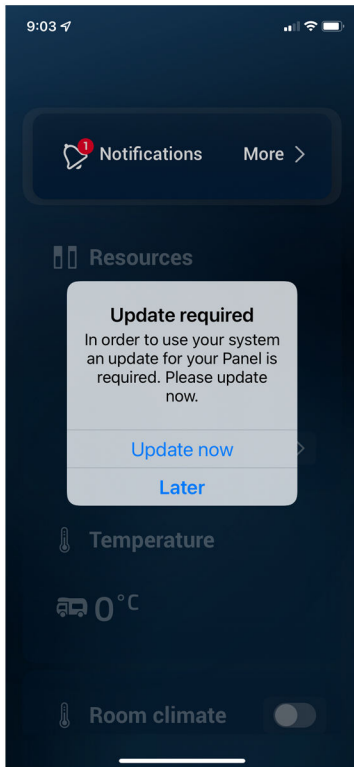 9:03
1
Notifications More
Resources
Update required
In order to use your system
an update for your Panel is
required. Please update
now.
Update now
Later
Temperature
0°C
Room climate